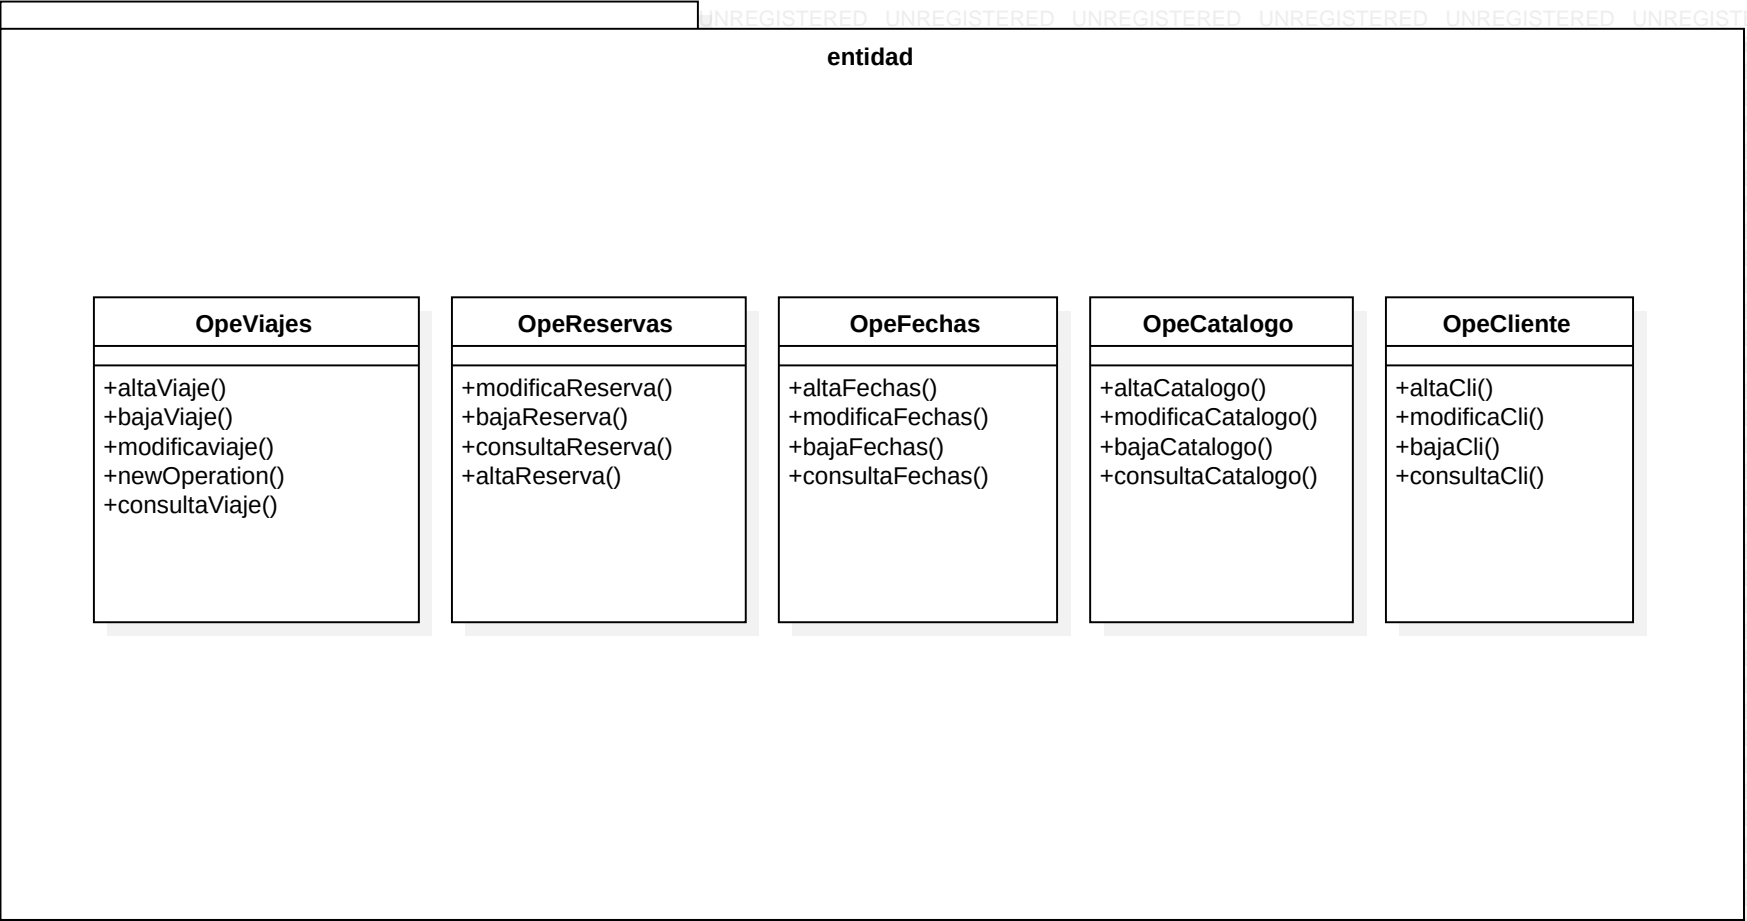 UNREGISTERED UNREGISTERED UNREGISTERED UNREGISTERED UNREGISTERED UNREGISTI
entidad
OpeViajes
+altaViaje()
+bajaViaje()
+modificaviaje()
+newOperation()
+consultaViaje()
OpeReservas
+modificaReserva()
+bajaReserva()
+consultaReserva()
+altaReserva()
OpeFechas
+altaFechas()
+modificaFechas()
+bajaFechas()
+consultaFechas()
OpeCatalogo
+altaCatalogo()
+modificaCatalogo()
+bajaCatalogo()
+consultaCatalogo()
OpeCliente
+altaCli()
+modificaCli()
+bajaCli()
+consultaCli()